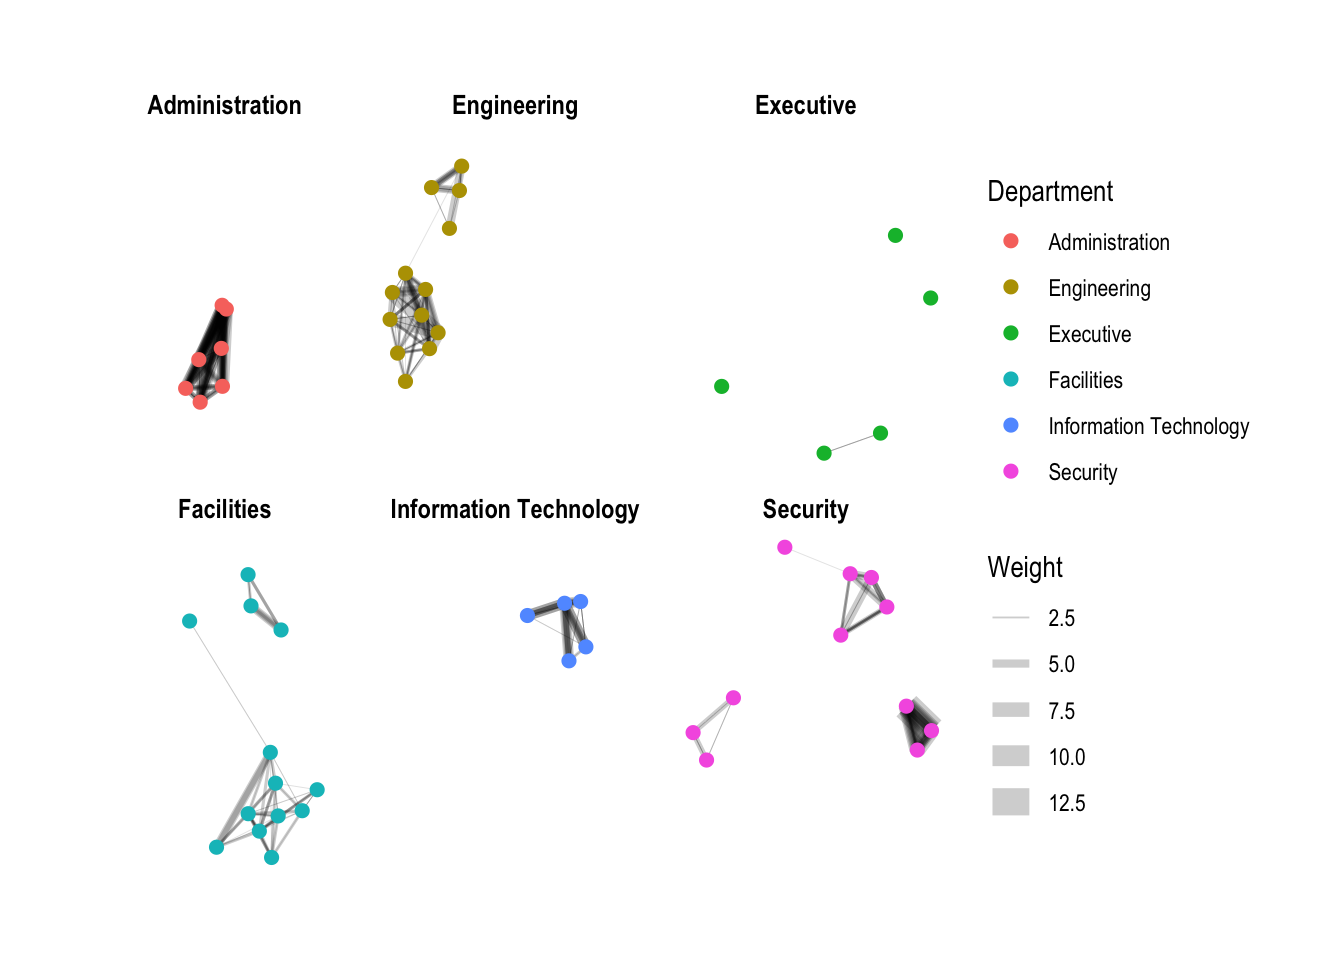 Administration
Engineering
Executive
Facilities
Information Technology
Security
Department
Administration
Engineering
Executive
Facilities
Information Technology
Security
Weight
2.5
5.0
7.5
10.0
12.5